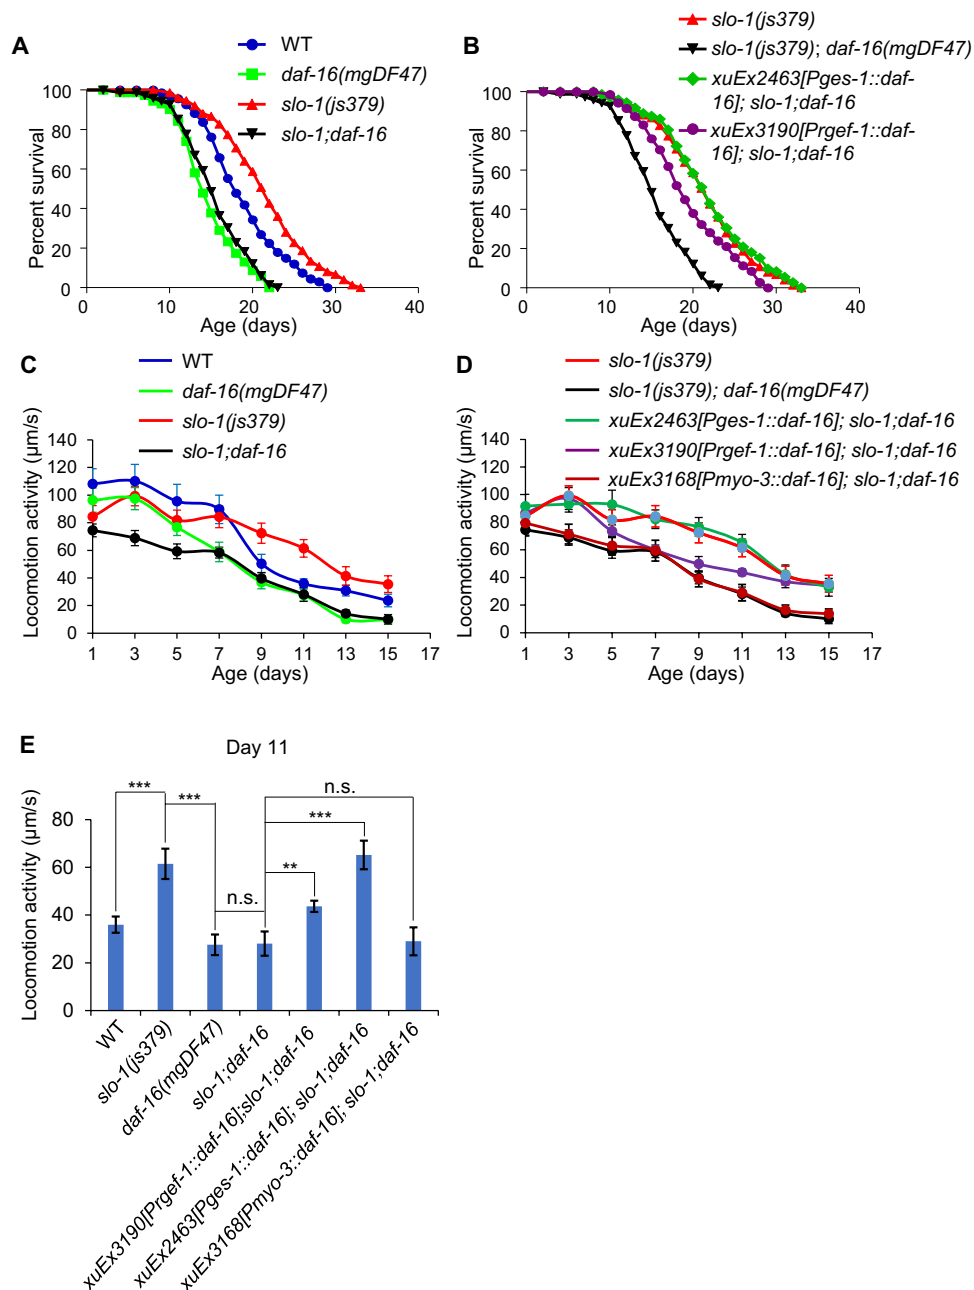 A
WT
daf-16(mgDF47)
slo-1(js379)
slo-1;daf-16
Percent survival
120
100
80
60
40
20
0
0
10
20
30
40
Age (days)
B
slo-1(js379)
slo-1(js379); daf-16(mgDF47)
xuEx2463[Pges-1::daf-
16]; slo-1;daf-16
xuEx3190[Prgef-1::daf-
16]; slo-1;daf-16
Percent survival
120
100
80
60
40
20
0
0
10
20
30
40
Age (days)
C
WT
daf-16(mgDF47)
slo-1(js379)
slo-1;daf-16
Locomotion activity (µm/s)
140
120
100
80
60
40
20
0
1
3
5
7
9
11
13
15
17
Age (days)
D
slo-1(js379)
slo-1(js379); daf-16(mgDF47)
xuEx2463[Pges-1::daf-16]; slo-1;daf-16
xuEx3190[Prgef-1::daf-16]; slo-1;daf-16
xuEx3168[Pmyo-3::daf-16]; slo-1;daf-16
Locomotion activity (µm/s)
140
120
100
80
60
40
20
0
1
3
5
7
9
11
13
15
17
Age (days)
E
Day 11
n.s.
***
***
***
**
n.s.
Locomotion activity (µm/s)
80
60
40
20
0
WT
slo-1(js379)
daf-16(mgDF47)
slo-1;daf-16
xuEx3190[Prgef-1::daf-16];slo-1;daf-16
xuEx2463[Pges-1::daf-16]; slo-1;daf-16
xuEx3168[Pmyo-3::daf-16]; slo-1;daf-16